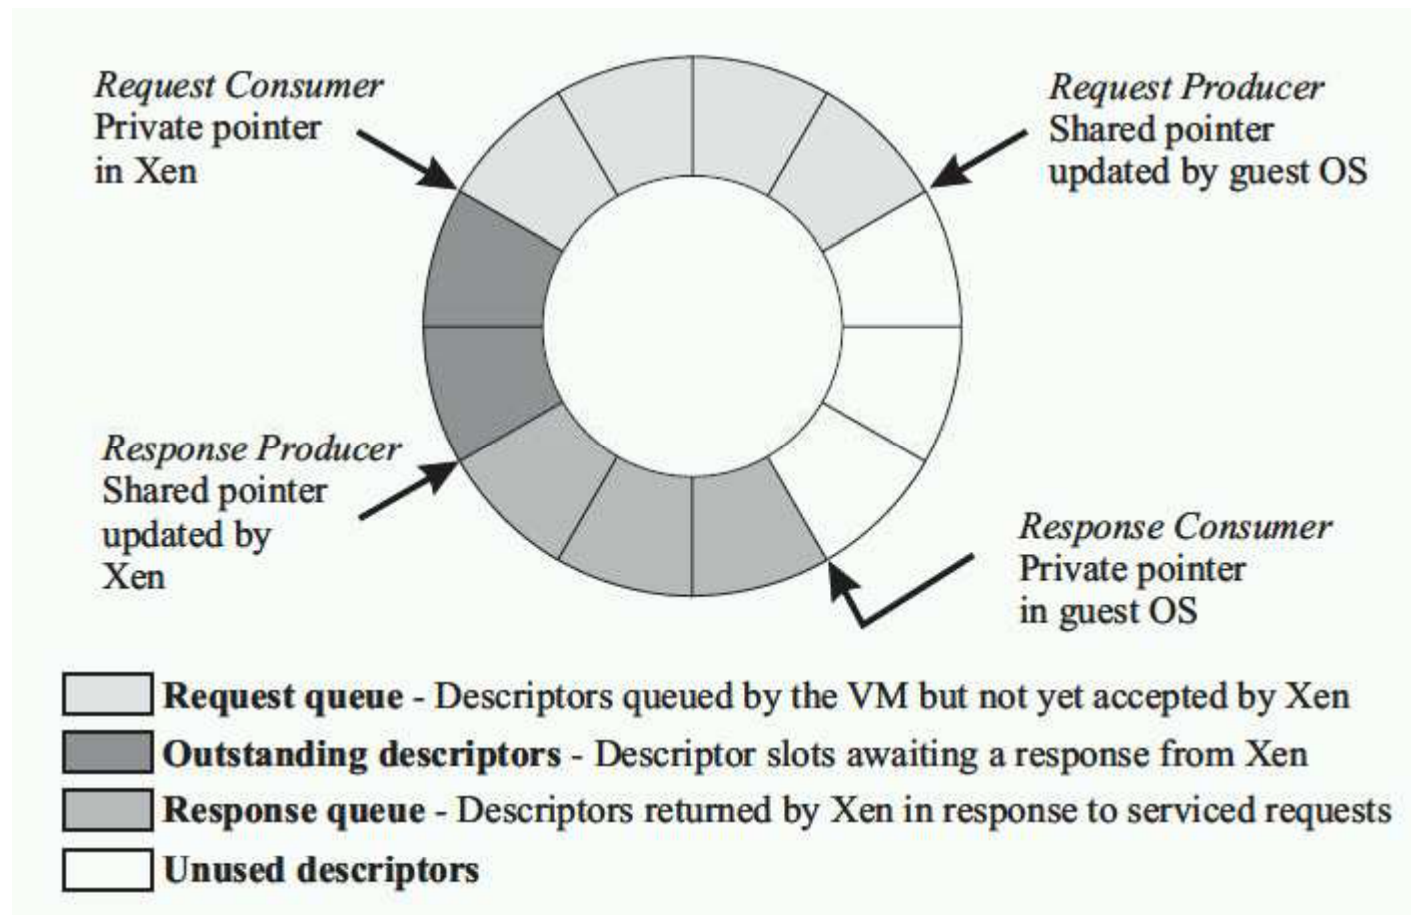 Request Consumer
Private pointer
in Xen
Request Producer
Shared pointer
updated by guest OS
Response Producer
Shared pointer
updated by
Xen
Response Consumer
Private pointer
in guest OS
Request queue - Descriptors queued by the VM but not yet accepted by Xen
Outstanding descriptors - Descriptor slots awaiting a response from Xen
Response queue - Descriptors returned by Xen in response to serviced requests
Unused descriptors